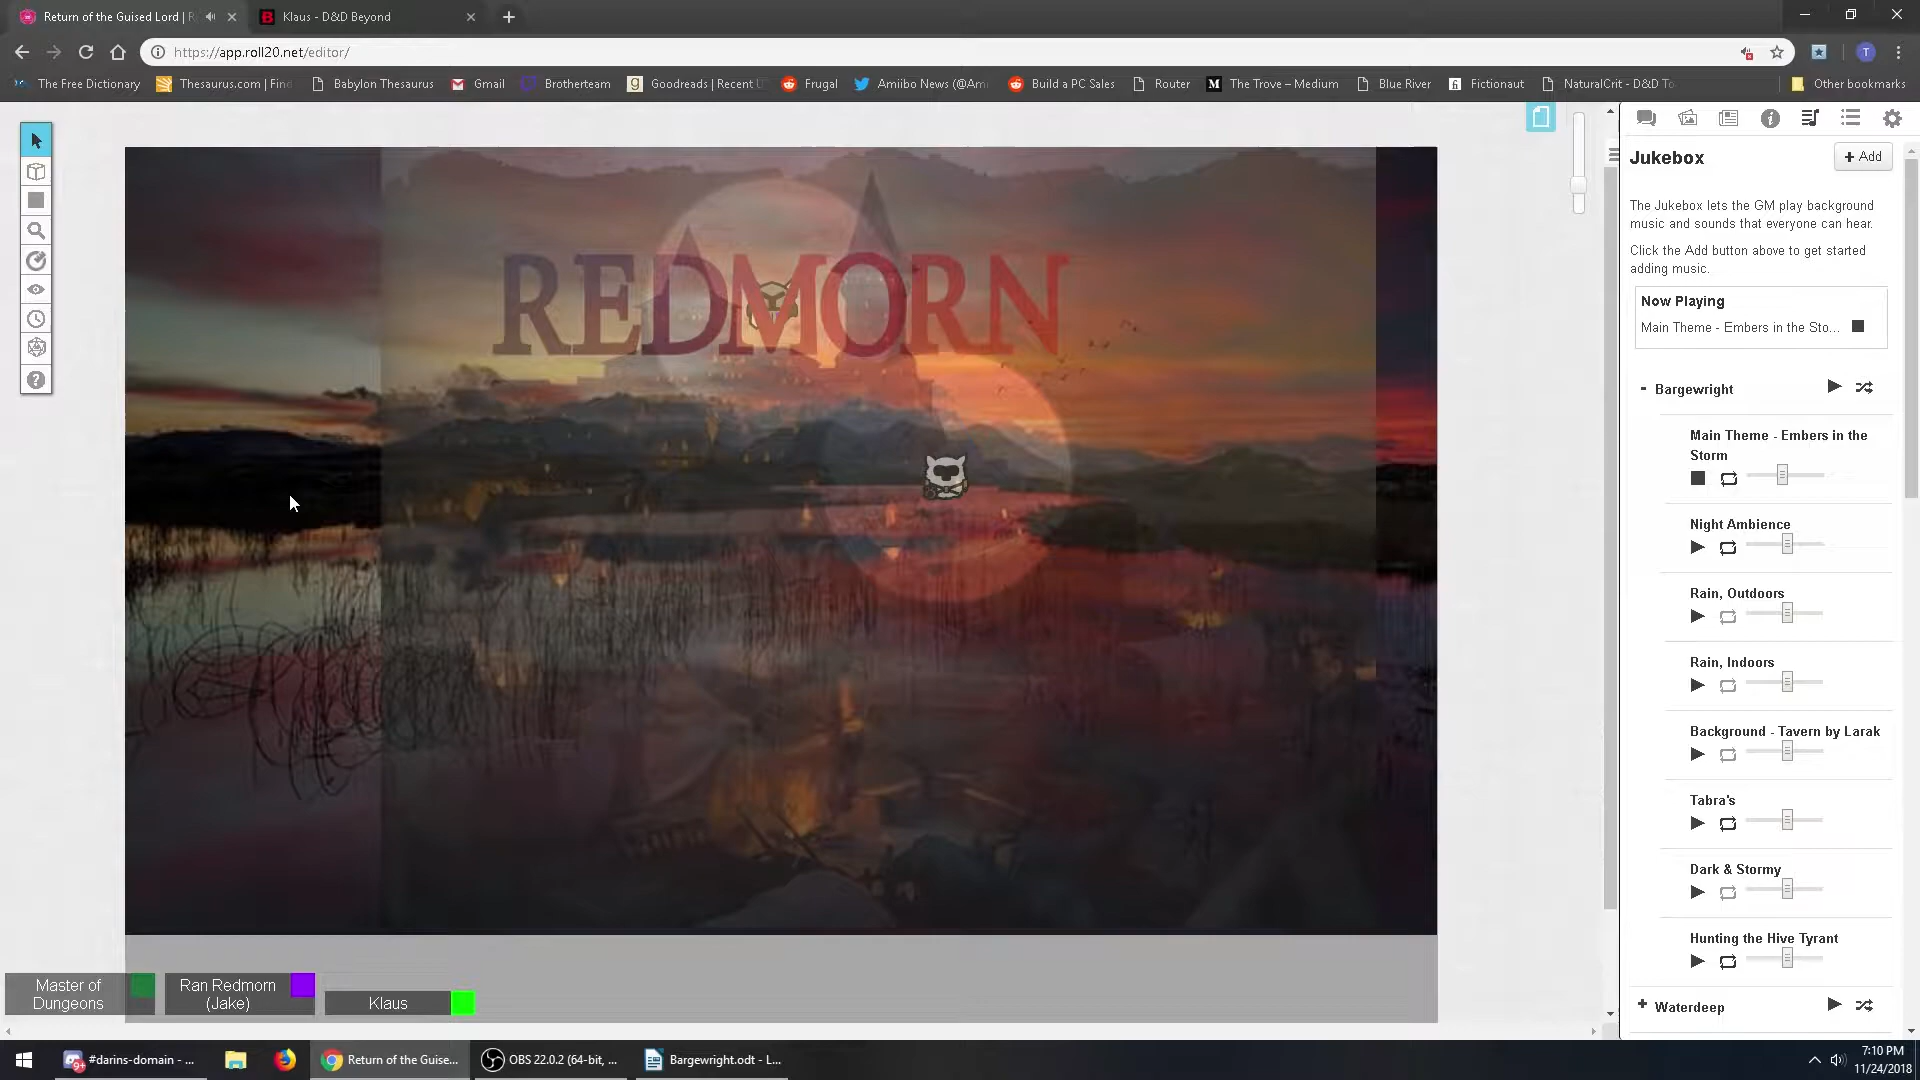 Return of the Guised Lord | R
Klaus - D&D Beyond
https://app.roll20.net/editor/
T
The Free Dictionary
Thesaurus.com | Find
Babylon Thesaurus
Gmail
Brotherteam
Goodreads | Recent U
Frugal
Amiibo News (@Ami
Build a PC Sales
Router
The Trove – Medium
Blue River
Fictionaut
NaturalCrit - D&D To
Other bookmarks
Jukebox
+ Add
The Jukebox lets the GM play background
music and sounds that everyone can hear.
Click the Add button above to get started
adding music.
Now Playing
Main Theme - Embers in the Sto...
- Bargewright
Main Theme - Embers in the
Storm
Night Ambience
Rain, Outdoors
Rain, Indoors
Background - Tavern by Larak
Tabra's
Dark & Stormy
Hunting the Hive Tyrant
+ Waterdeep
REDMORN
Master of
Dungeons
Ran Redmorn
(Jake)
Klaus
9+
#darins-domain - ...
Return of the Guise...
OBS 22.0.2 (64-bit, ...
Bargewright.odt - L...
7:10 PM
11/24/2018